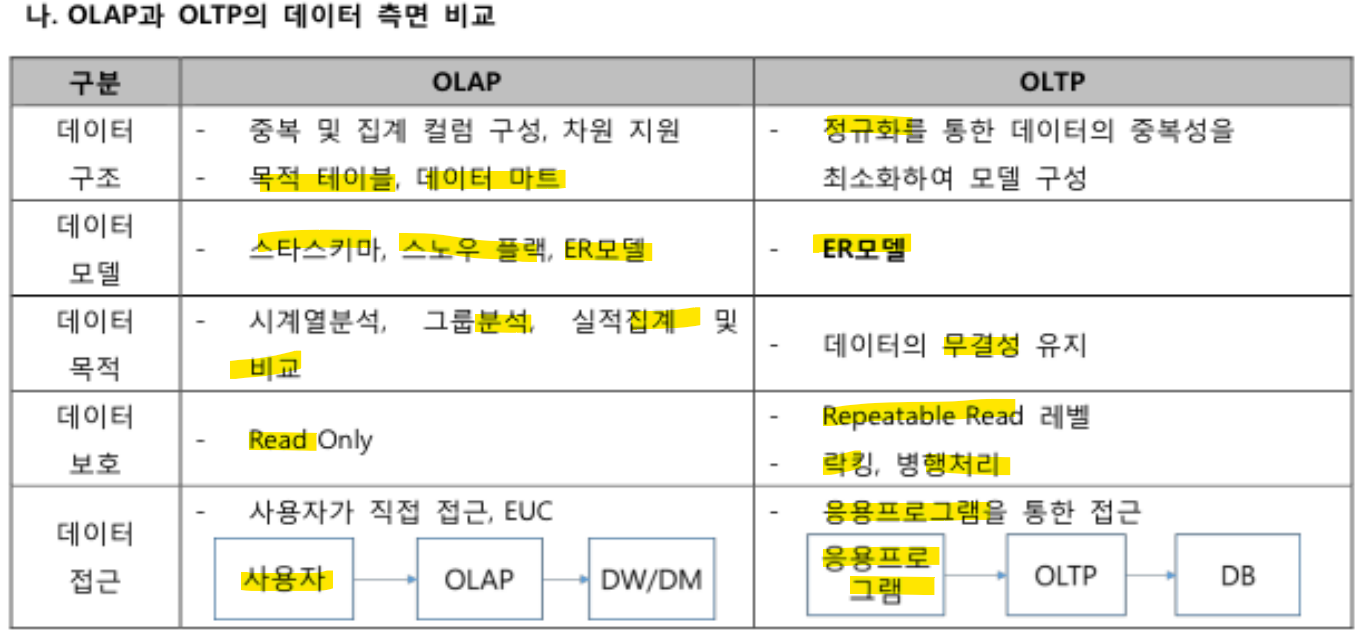 나. OLAP과 OLTP의 데이터 측면 비교
구분 OLAP OLTP
데이터 구조
- 중복 및 집계 컬럼 구성, 차원 지원
- 목적 테이블, 데이터 마트
- 정규화를 통한 데이터의 중복성을
최소화하여 모델 구성
데이터 모델
- 스타스키마, 스노우 플랙, ER모델
- ER모델
데이터 목적
- 시계열분석, 그룹분석, 실적집계 및
비교
- 데이터의 무결성 유지
데이터 보호
- Read Only
- Repeatable Read 레벨
- 락킹, 병행처리
데이터 접근
- 사용자가 직접 접근, EUC
사용자 OLAP DW/DM
- 응용프로그램을 통한 접근
응용프로
그램 OLTP DB